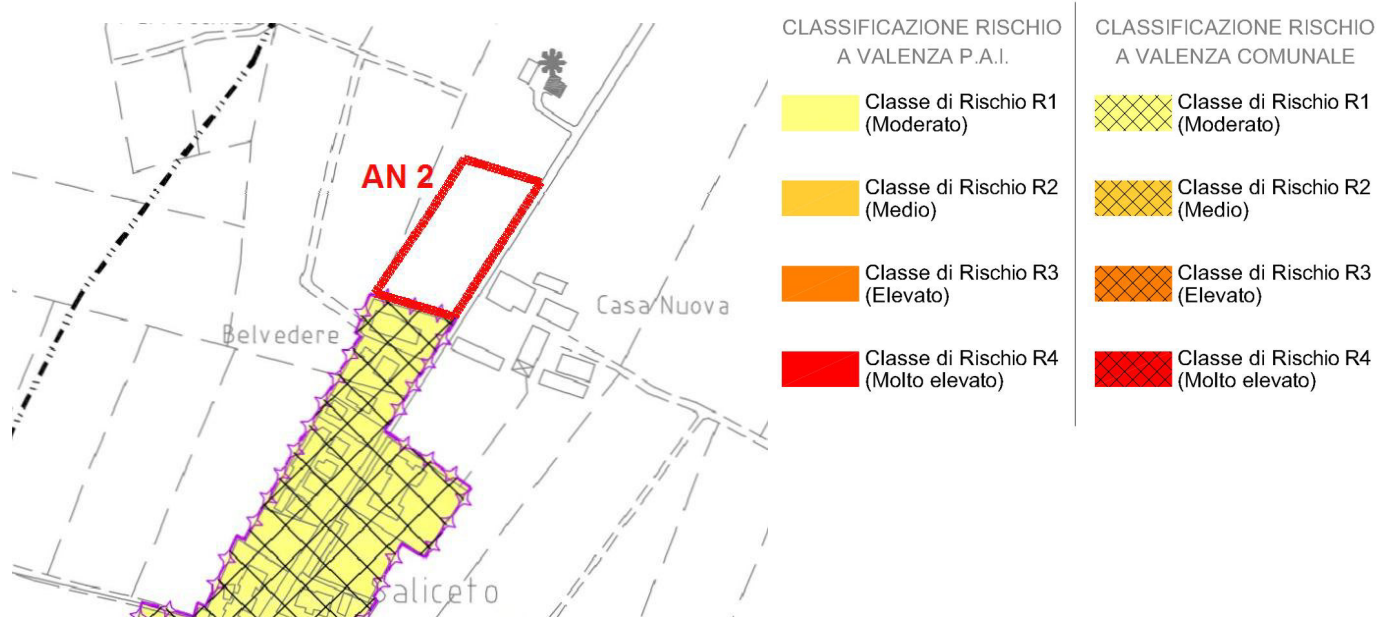 AN 2
Casa Nuova
Belvedere
Saliceto
CLASSIFICAZIONE RISCHIO
A VALENZA P.A.I.
Classe di Rischio R1
(Moderato)
Classe di Rischio R2
(Medio)
Classe di Rischio R3
(Elevato)
Classe di Rischio R4
(Molto elevato)
CLASSIFICAZIONE RISCHIO
A VALENZA COMUNALE
Classe di Rischio R1
(Moderato)
Classe di Rischio R2
(Medio)
Classe di Rischio R3
(Elevato)
Classe di Rischio R4
(Molto elevato)